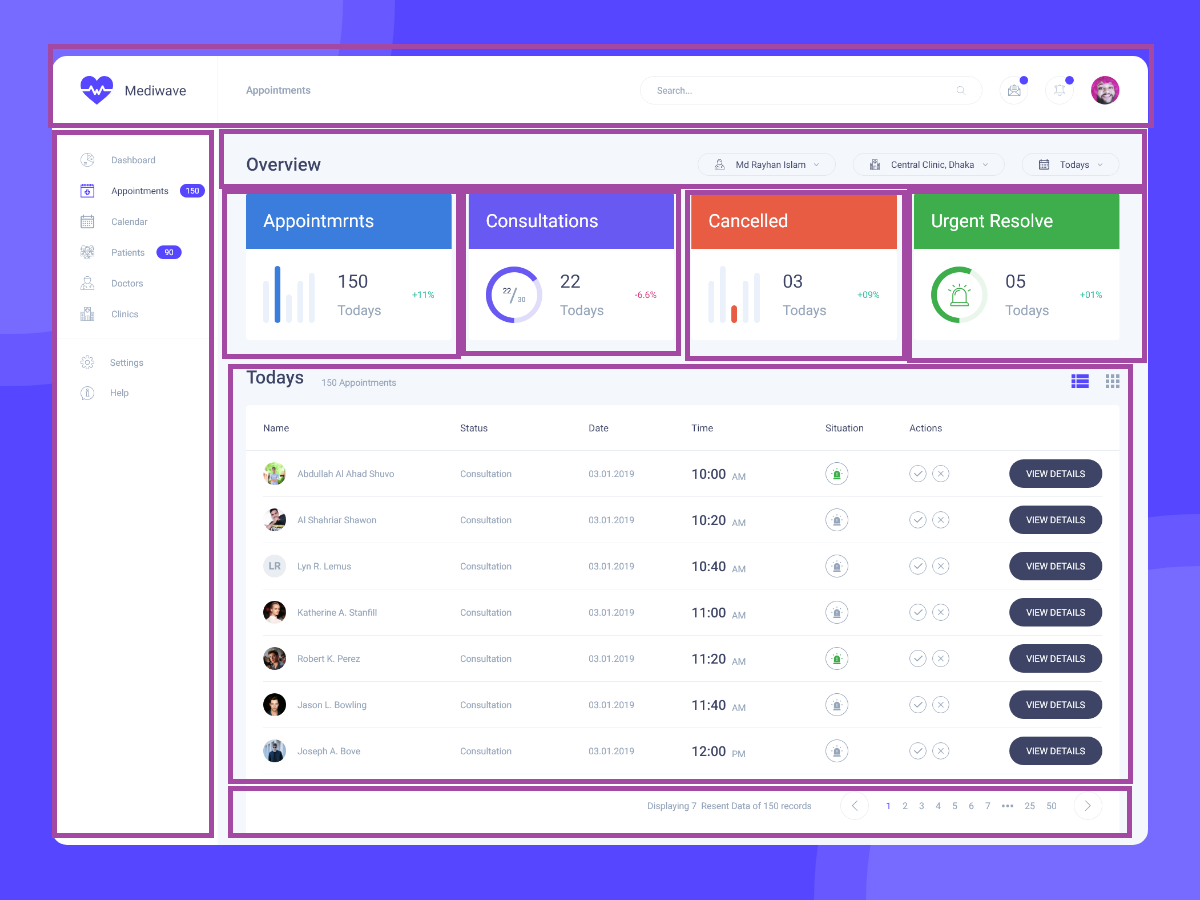 Mediwave
Appointments
Search...
Dashboard
Appointments 150
Calendar
Patients 90
Doctors
Clinics
Settings
Help
Overview
Md Rayhan Islam
Central Clinic, Dhaka
Todays
Appointmrnts
150
Todays
+11%
Consultations
22/30
22
Todays
-6.6%
Cancelled
03
Todays
+09%
Urgent Resolve
05
Todays
+01%
Todays 150 Appointments
Name Status Date Time Situation Actions
Abdullah Al Ahad Shuvo Consultation 03.01.2019 10:00 AM VIEW DETAILS
Al Shahriar Shawon Consultation 03.01.2019 10:20 AM VIEW DETAILS
LR Lyn R. Lemus Consultation 03.01.2019 10:40 AM VIEW DETAILS
Katherine A. Stanfill Consultation 03.01.2019 11:00 AM VIEW DETAILS
Robert K. Perez Consultation 03.01.2019 11:20 AM VIEW DETAILS
Jason L. Bowling Consultation 03.01.2019 11:40 AM VIEW DETAILS
Joseph A. Bove Consultation 03.01.2019 12:00 PM VIEW DETAILS
Displaying 7 Resent Data of 150 records 1 2 3 4 5 6 7 ••• 25 50